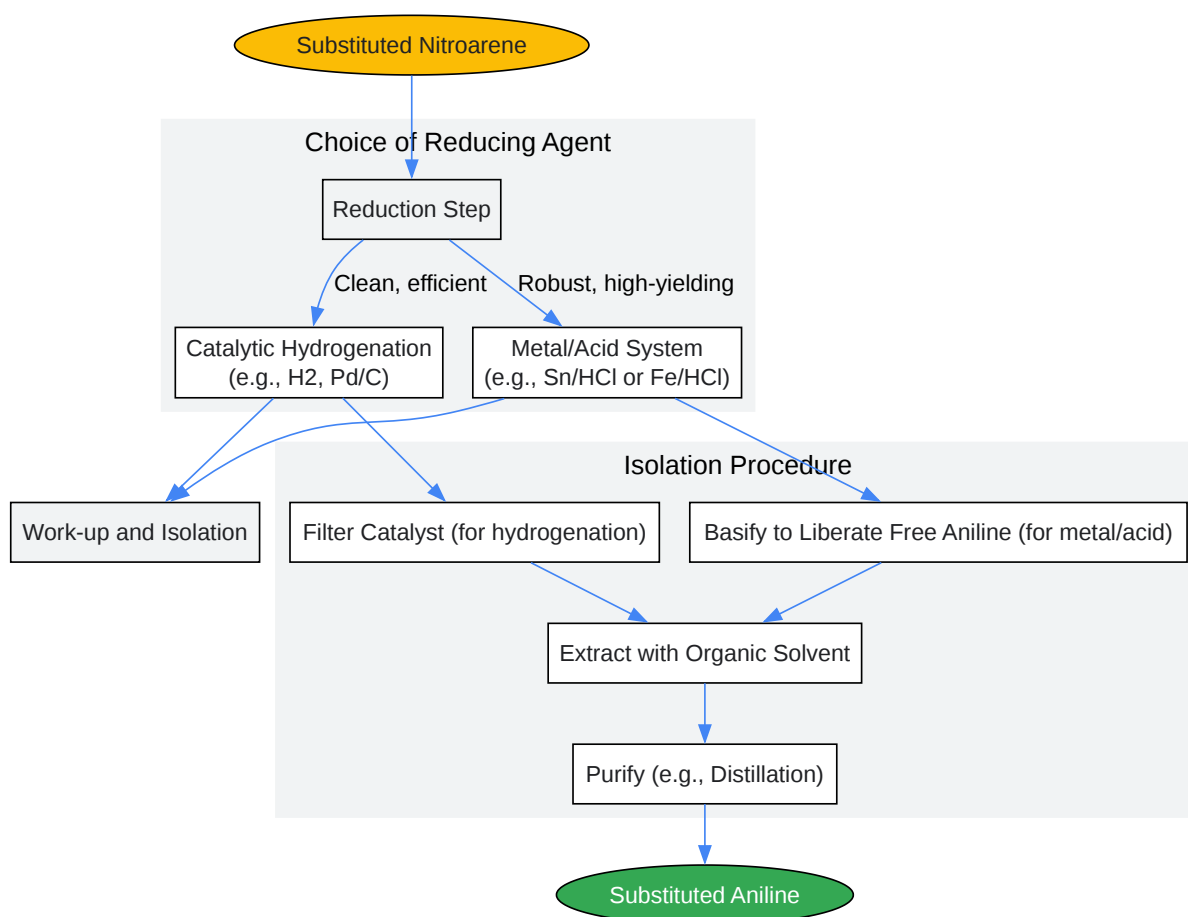 Substituted Nitroarene
Choice of Reducing Agent
Reduction Step
Clean, efficient
Robust, high-yielding
Catalytic Hydrogenation
(e.g., H2, Pd/C)
Metal/Acid System
(e.g., Sn/HCl or Fe/HCl)
Isolation Procedure
Work-up and Isolation
Filter Catalyst (for hydrogenation)
Basify to Liberate Free Aniline (for metal/acid)
Extract with Organic Solvent
Purify (e.g., Distillation)
Substituted Aniline